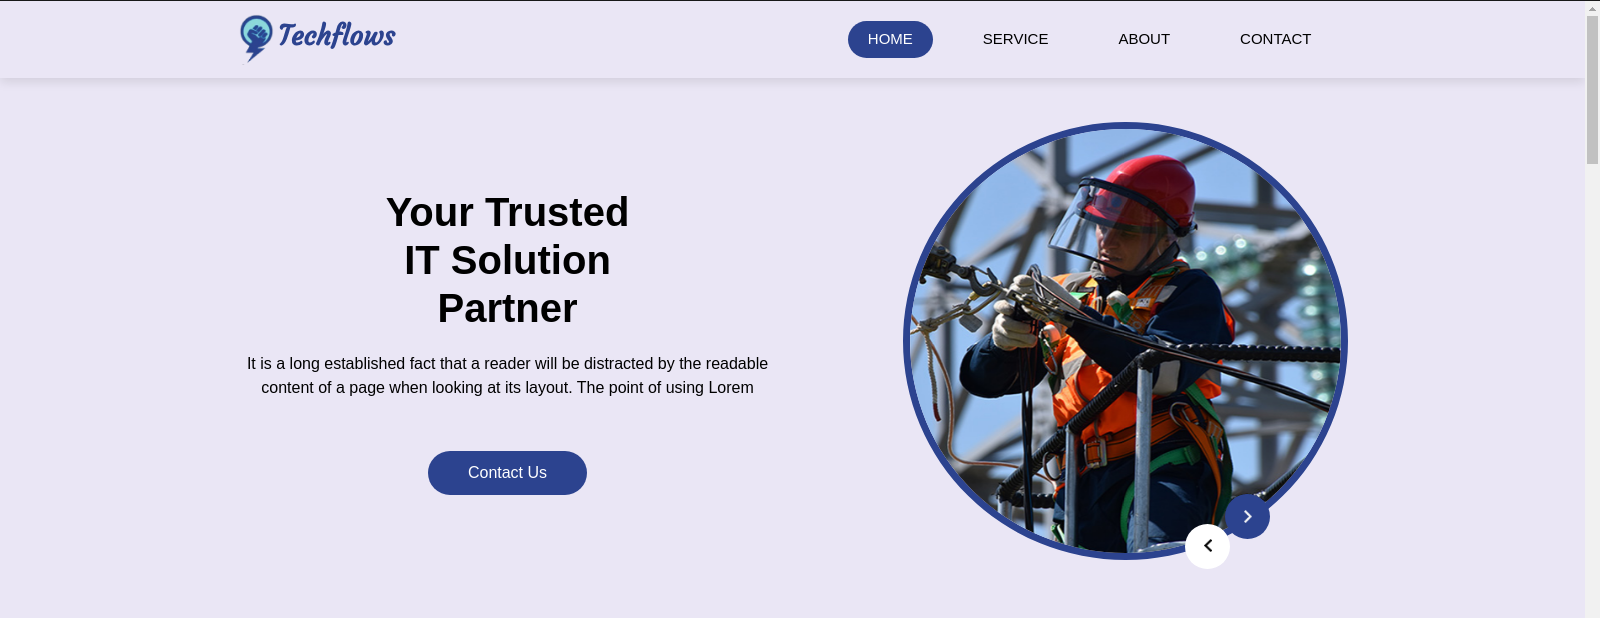 Techflows
HOME SERVICE ABOUT CONTACT
Your Trusted
IT Solution
Partner
It is a long established fact that a reader will be distracted by the readable
content of a page when looking at its layout. The point of using Lorem
Contact Us